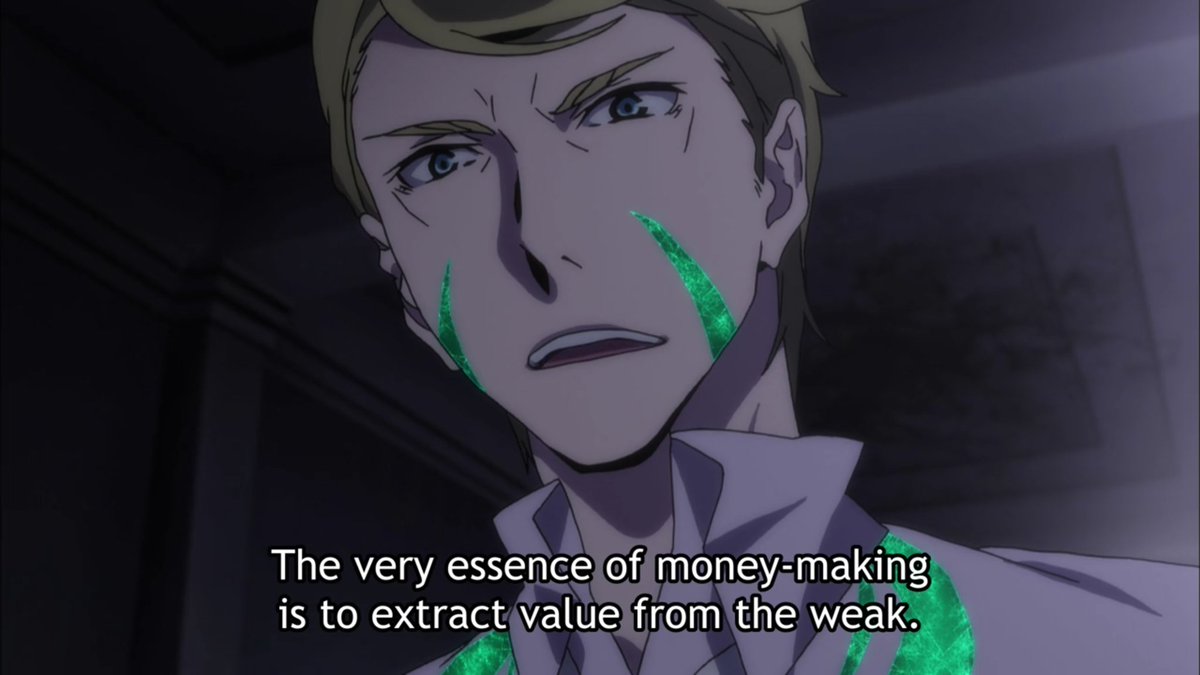 The very essence of money-making
is to extract value from the weak.